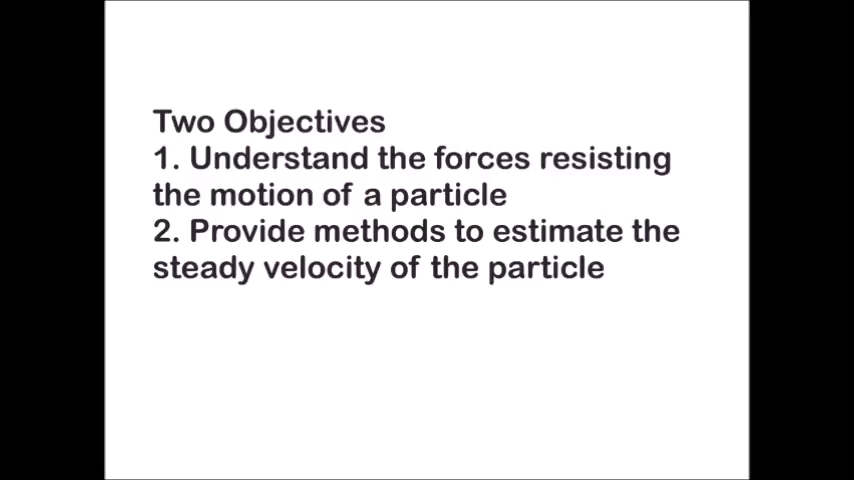 Two Objectives
1. Understand the forces resisting
the motion of a particle
2. Provide methods to estimate the
steady velocity of the particle